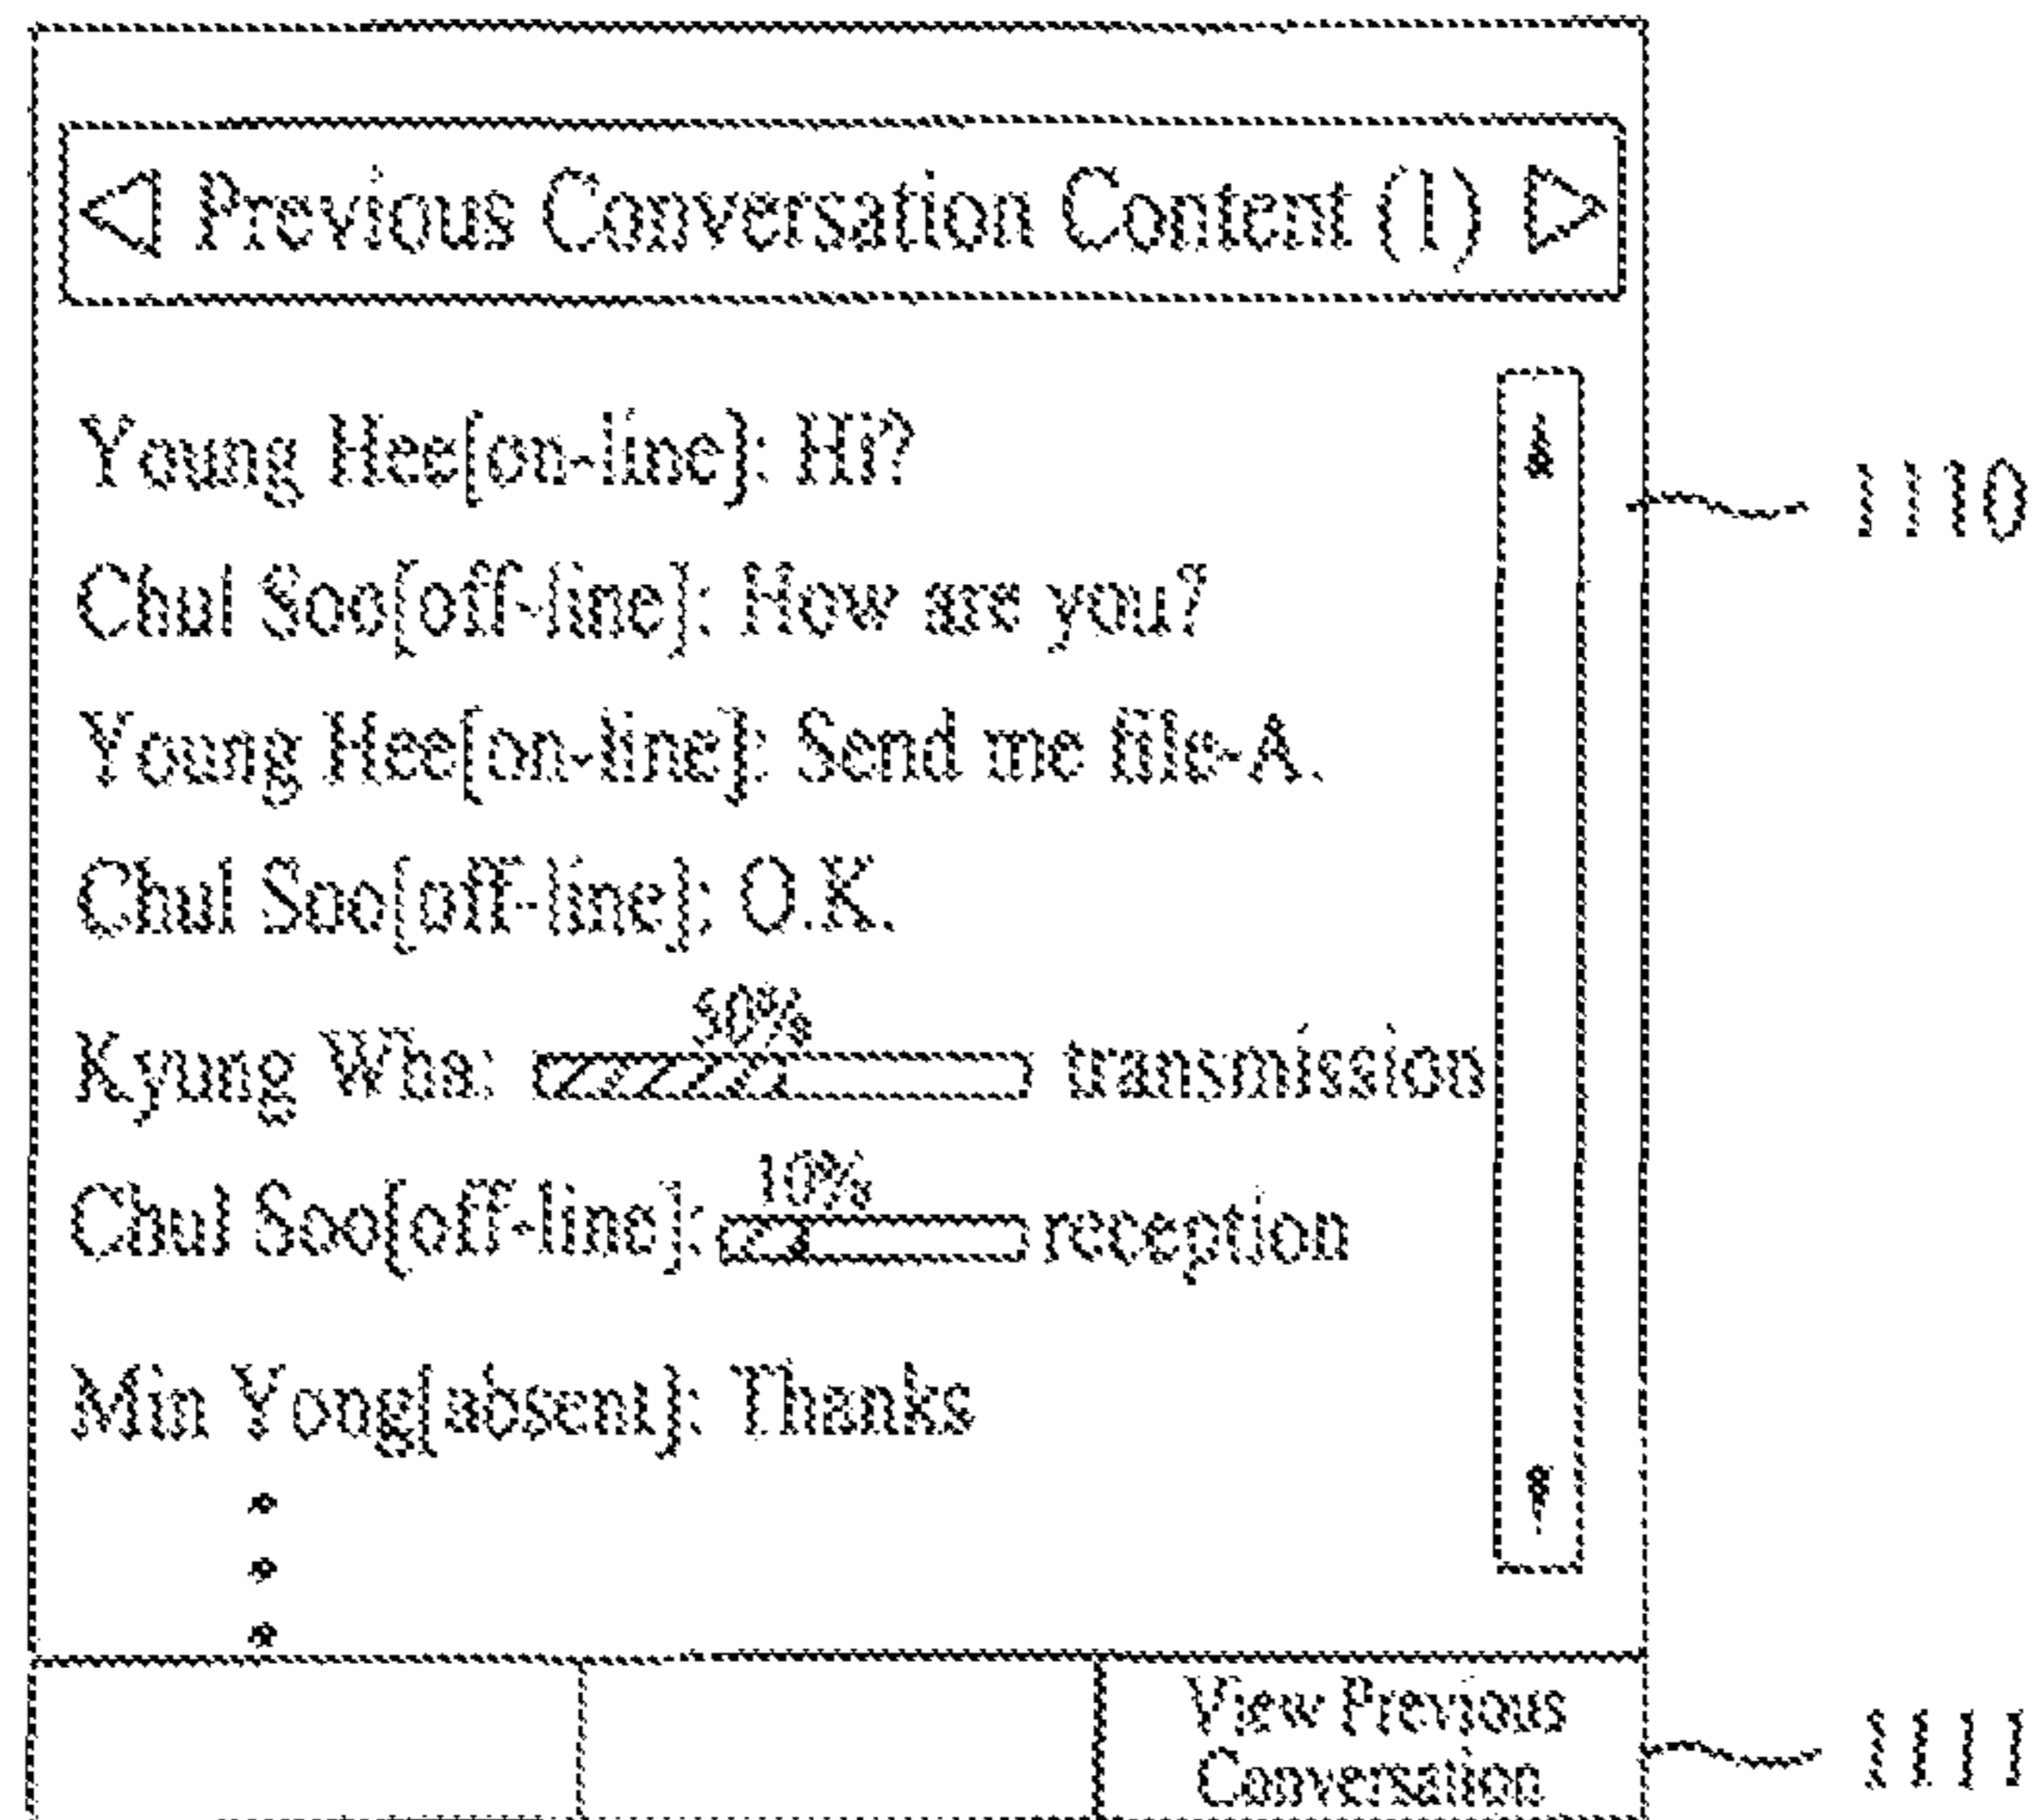 ◁ Previous Conversation Content (1) ▷
Young Hee[on-line]: Hi?
1110
Chul Soo[off-line]: How are you?
Young Hee[on-line]: Send me file-A.
Chul Soo[off-line]: O.K.
50%
Kyung Wha: transmission
10%
Chul Soo[off-line]: reception
Min Yong[absent]: Thanks
View Previous
Conversation
1111